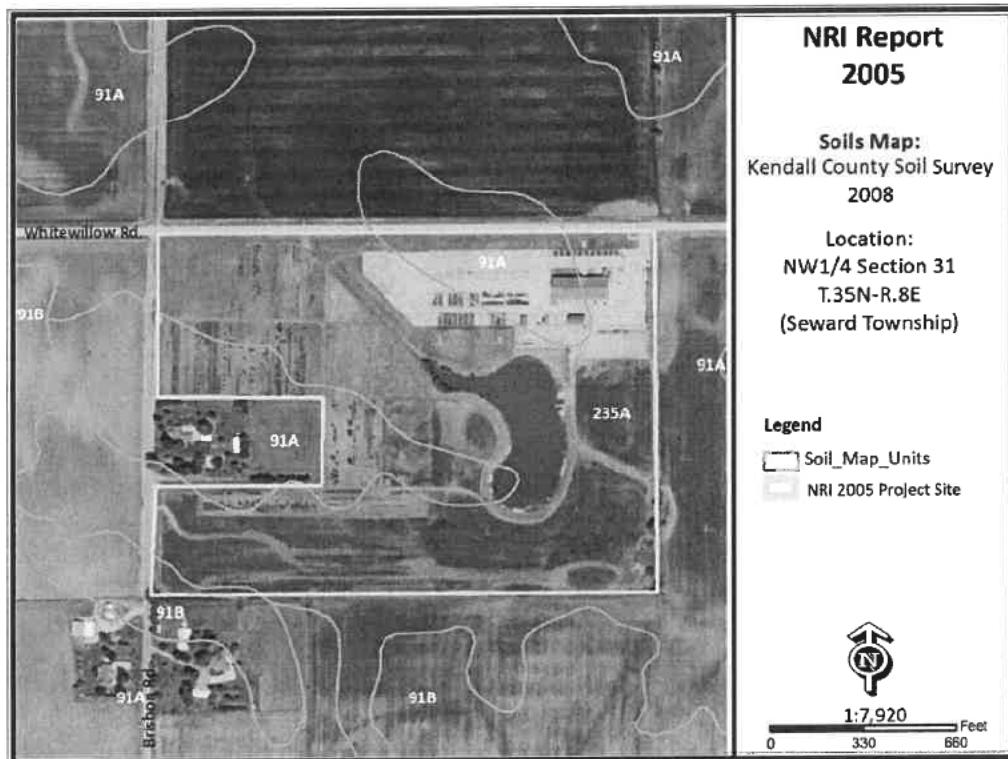 91A
91A
Whitewillow Rd.
91A
91B
91A
235A
91A
91B
91A
91B
Brisbon Rd.
NRI Report
2005
Soils Map:
Kendall County Soil Survey
2008
Location:
NW1/4 Section 31
T.35N-R.8E
(Seward Township)
Legend
Soil_Map_Units
NRI 2005 Project Site
N
1:7,920
Feet
0 330 660